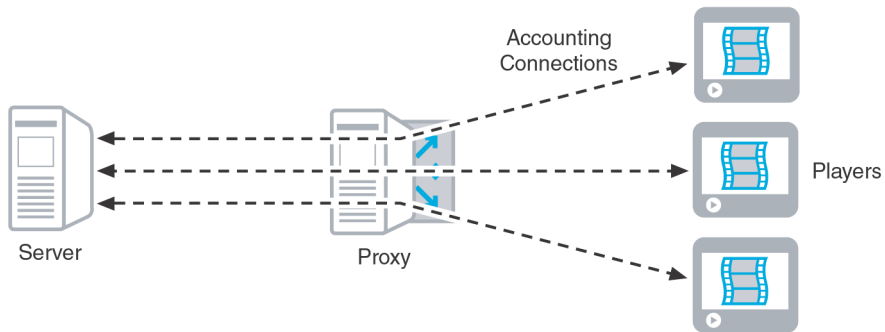 Accounting
Connections
Players
Server
Proxy